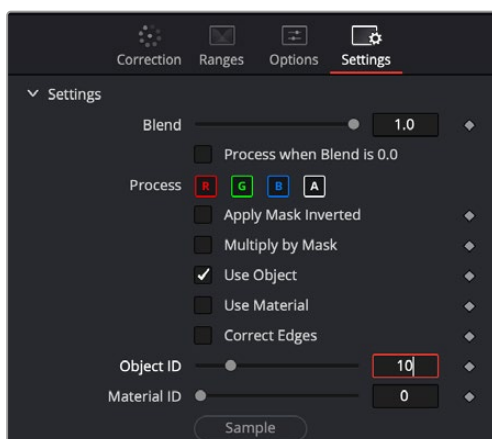 Correction Ranges Options Settings
Settings
Blend 1.0
Process when Blend is 0.0
Process R G B A
Apply Mask Inverted
Multiply by Mask
Use Object
Use Material
Correct Edges
Object ID 10
Material ID 0
Sample